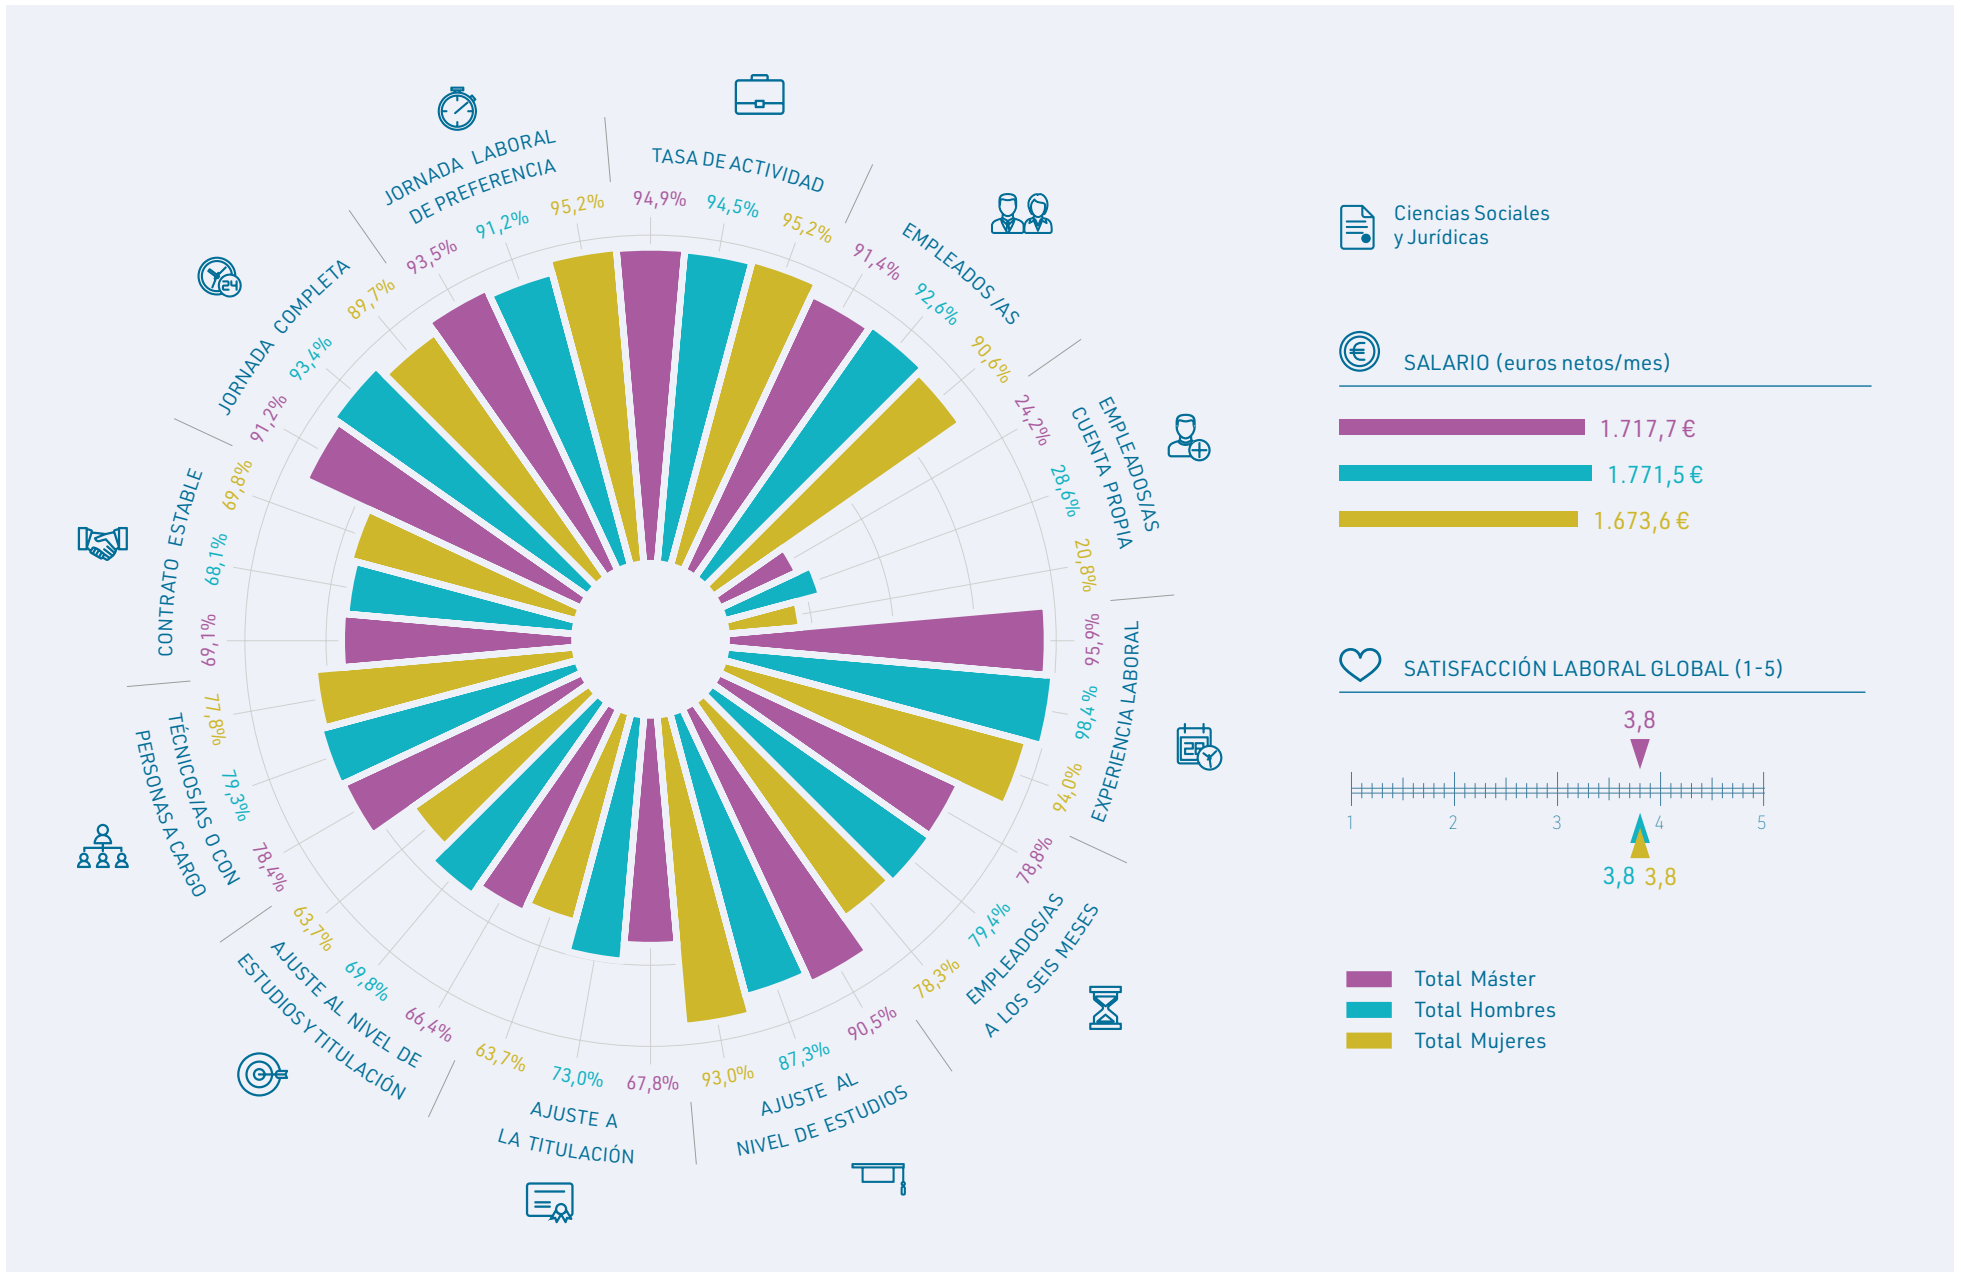 TASA DE ACTIVIDAD
94,9%
94,5%
95,2%
EMPLEADOS /AS
91,4%
92,6%
90,6%
EMPLEADOS/AS
CUENTA PROPIA
24,2%
28,6%
20,8%
EXPERIENCIA LABORAL
95,9%
98,4%
94,0%
EMPLEADOS/AS
A LOS SEIS MESES
78,8%
79,4%
78,3%
AJUSTE AL
NIVEL DE ESTUDIOS
90,5%
87,3%
93,0%
AJUSTE A
LA TITULACIÓN
67,8%
73,0%
63,7%
AJUSTE AL NIVEL DE
ESTUDIOS Y TITULACIÓN
66,4%
69,8%
63,7%
TÉCNICOS/AS O CON
PERSONAS A CARGO
78,4%
79,3%
77,8%
CONTRATO ESTABLE
69,1%
68,1%
69,8%
JORNADA COMPLETA
91,2%
93,4%
89,7%
24
JORNADA LABORAL
DE PREFERENCIA
93,5%
91,2%
95,2%
Ciencias Sociales
y Jurídicas
€
SALARIO (euros netos/mes)
1.717,7 €
1.771,5 €
1.673,6 €
SATISFACCIÓN LABORAL GLOBAL (1-5)
3,8
1 2 3 4 5
3,8 3,8
Total Máster
Total Hombres
Total Mujeres